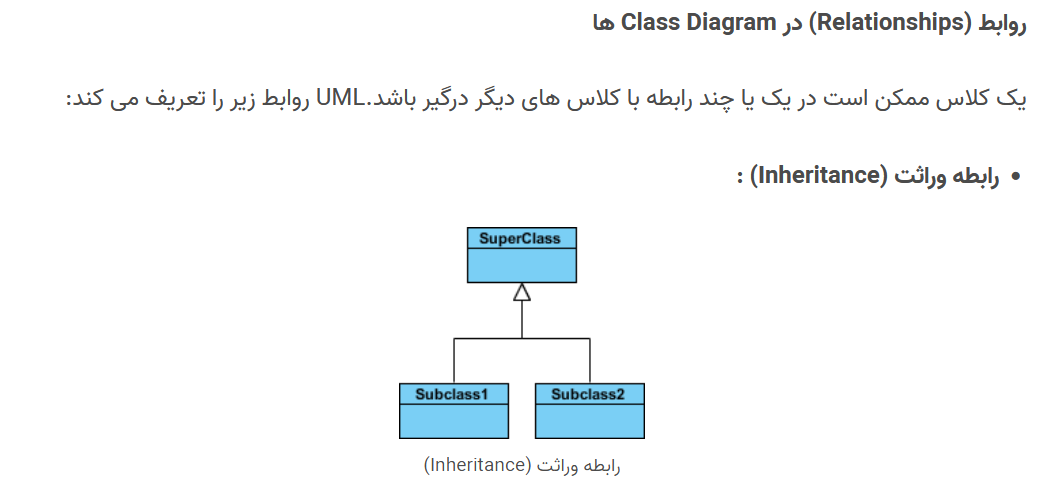 روابط (Relationships) در Class Diagram ها
یک کلاس ممکن است در یک یا چند رابطه با کلاس های دیگر درگیر باشد.UML روابط زیر را تعریف می کند:
• رابطه وراثت (Inheritance) :
SuperClass
Subclass1
Subclass2
رابطه وراثت (Inheritance)